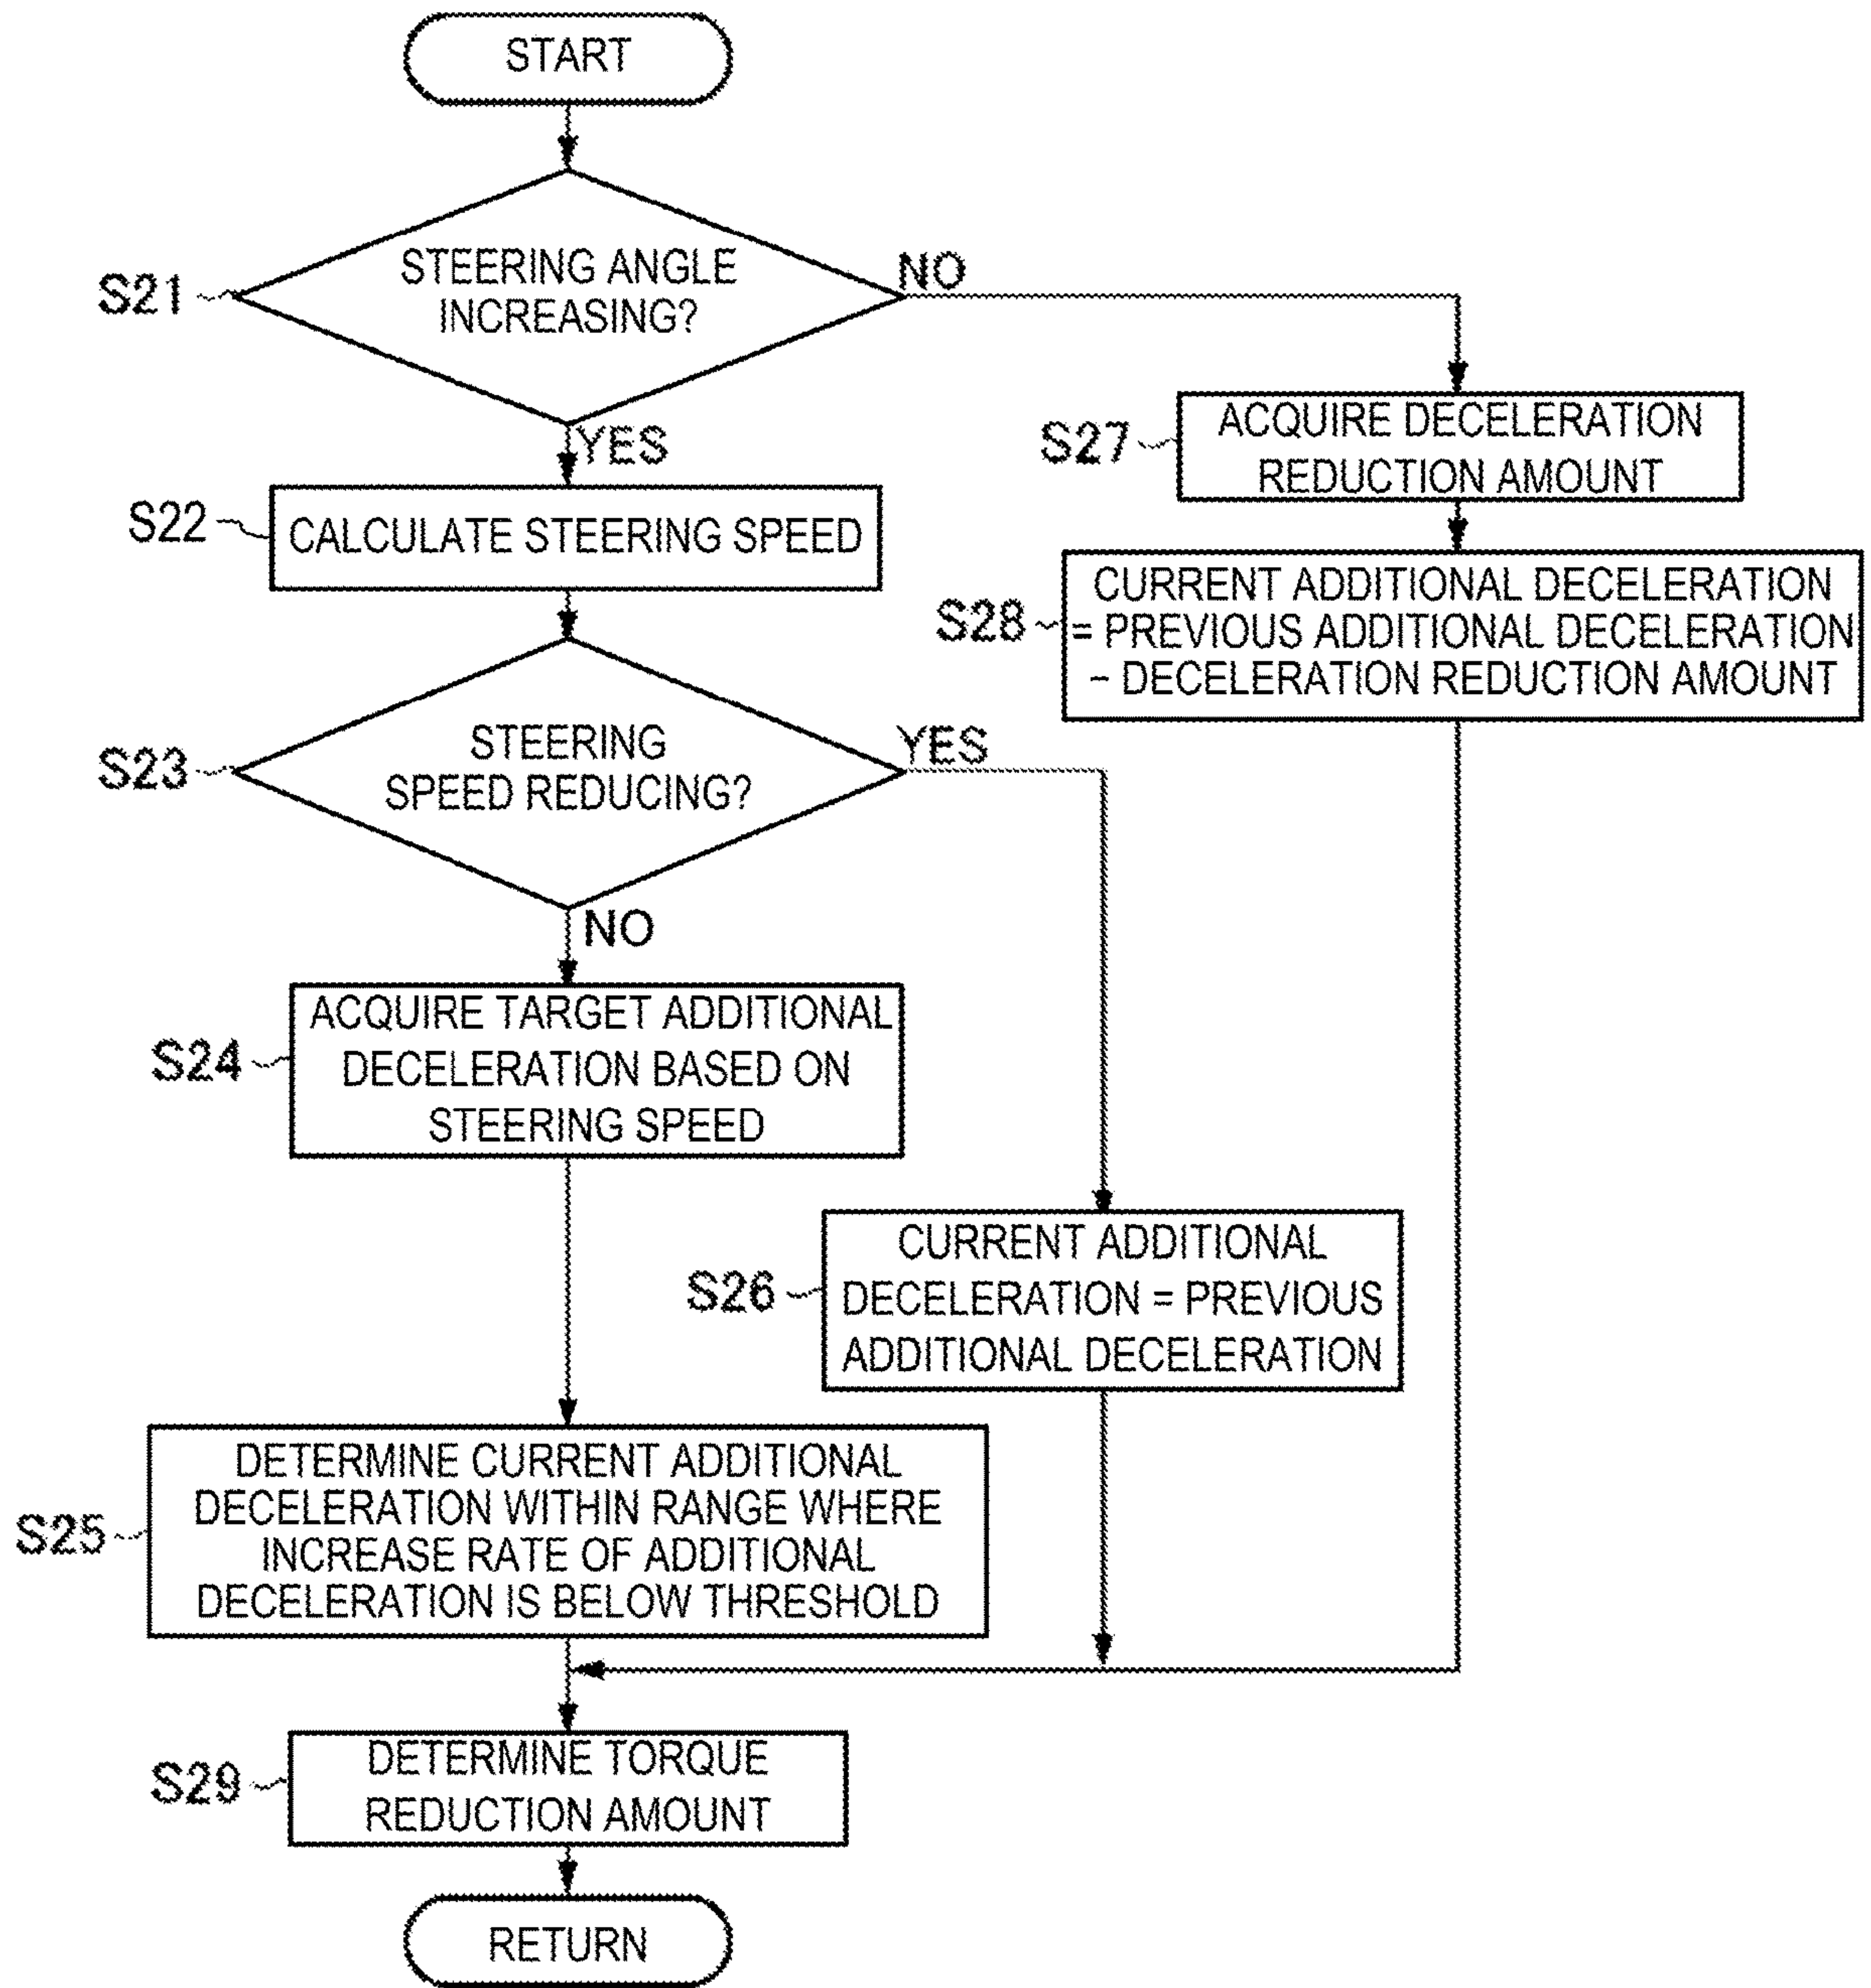 START
S21
STEERING ANGLE
INCREASING?
NO
YES
S22
CALCULATE STEERING SPEED
S27
ACQUIRE DECELERATION
REDUCTION AMOUNT
S28
CURRENT ADDITIONAL DECELERATION
= PREVIOUS ADDITIONAL DECELERATION
− DECELERATION REDUCTION AMOUNT
S23
STEERING
SPEED REDUCING?
YES
NO
S24
ACQUIRE TARGET ADDITIONAL
DECELERATION BASED ON
STEERING SPEED
S26
CURRENT ADDITIONAL
DECELERATION = PREVIOUS
ADDITIONAL DECELERATION
S25
DETERMINE CURRENT ADDITIONAL
DECELERATION WITHIN RANGE WHERE
INCREASE RATE OF ADDITIONAL
DECELERATION IS BELOW THRESHOLD
S29
DETERMINE TORQUE
REDUCTION AMOUNT
RETURN